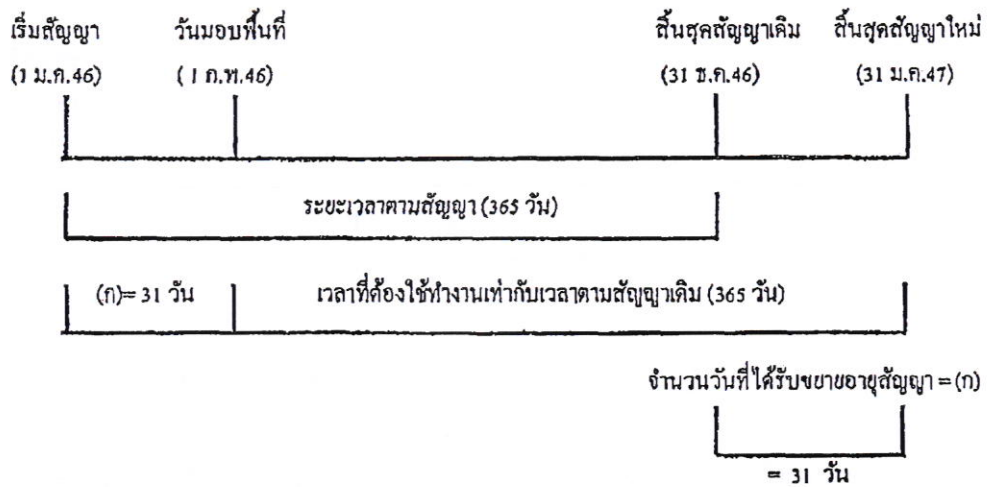 เริ่มสัญญา วันมอบพื้นที่ สิ้นสุดสัญญาเดิม สิ้นสุดสัญญาใหม่
(1 ม.ค.46) (1 ก.พ.46) (31 ธ.ค.46) (31 ม.ค.47)
ระยะเวลาตามสัญญา (365 วัน)
(ก)= 31 วัน เวลาที่ต้องใช้ทำงานเท่ากับเวลาตามสัญญาเดิม (365 วัน)
จำนวนวันที่ได้รับขยายอายุสัญญา = (ก)
= 31 วัน